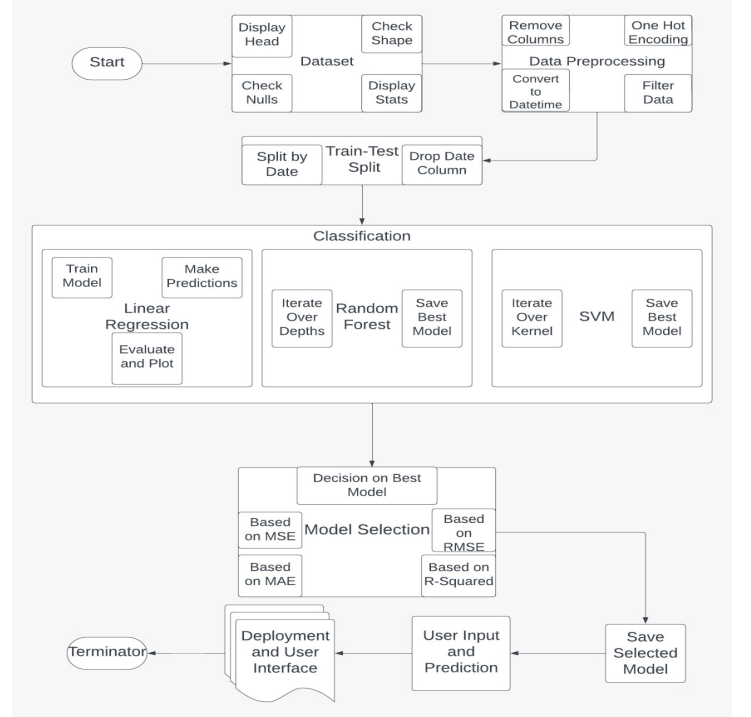 Start
Display
Head
Check
Shape
Dataset
Check
Nulls
Display
Stats
Remove
Columns
One Hot
Encoding
Data Preprocessing
Convert
to
Datetime
Filter
Data
Split by
Date
Train-Test
Split
Drop Date
Column
Classification
Train
Model
Make
Predictions
Linear
Regression
Evaluate
and Plot
Iterate
Over
Depths
Random
Forest
Save
Best
Model
Iterate
Over
Kernel
SVM
Save
Best
Model
Decision on Best
Model
Based
on MSE
Model Selection
Based
on
RMSE
Based
on MAE
Based on
R-Squared
Terminator
Deployment
and User
Interface
User Input
and
Prediction
Save
Selected
Model